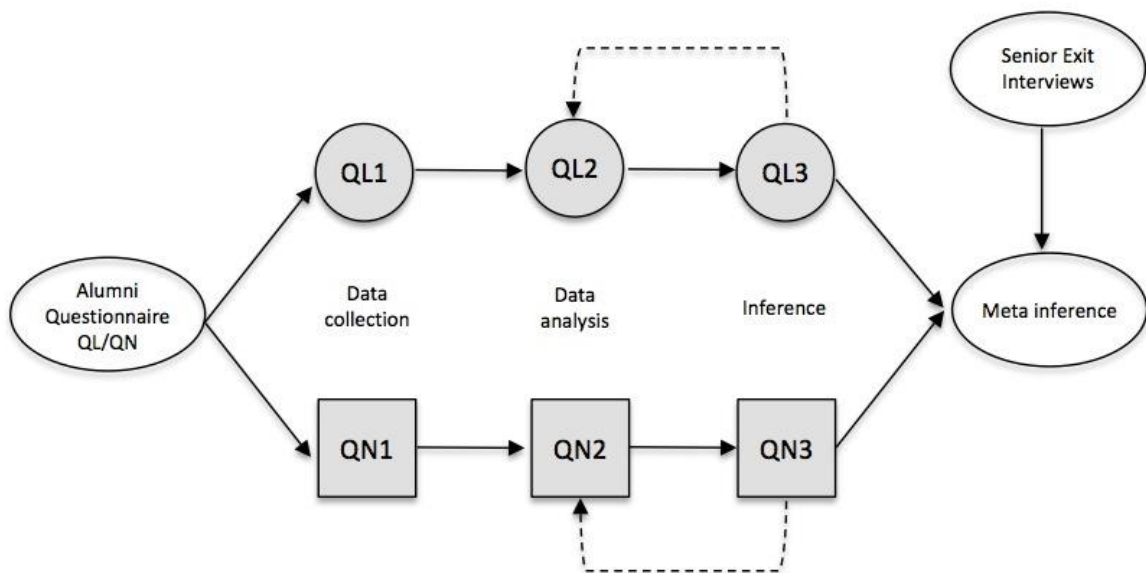 Senior Exit
Interviews
QL1
QL2
QL3
Alumni
Questionnaire
QL/QN
Data
collection
Data
analysis
Inference
Meta inference
QN1
QN2
QN3